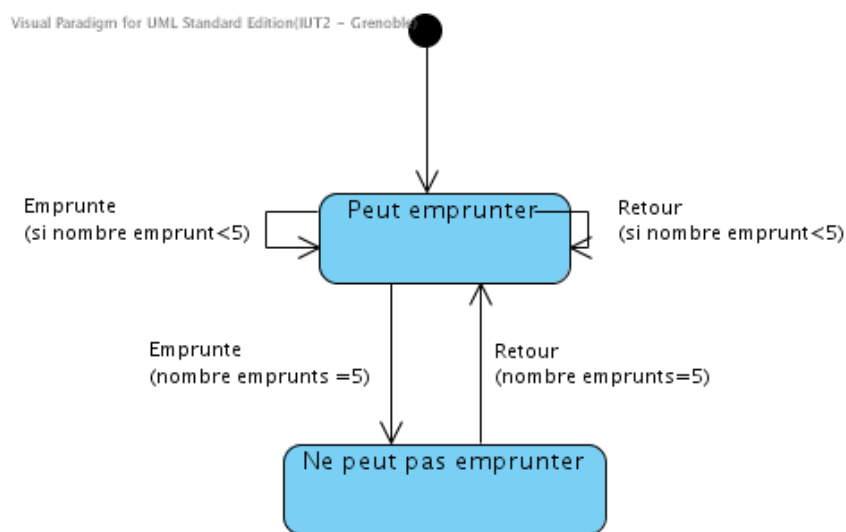 Visual Paradigm for UML Standard Edition(IUT2 - Grenoble)
Peut emprunter
Emprunte
(si nombre emprunt<5)
Retour
(si nombre emprunt<5)
Emprunte
(nombre emprunts =5)
Retour
(nombre emprunts=5)
Ne peut pas emprunter